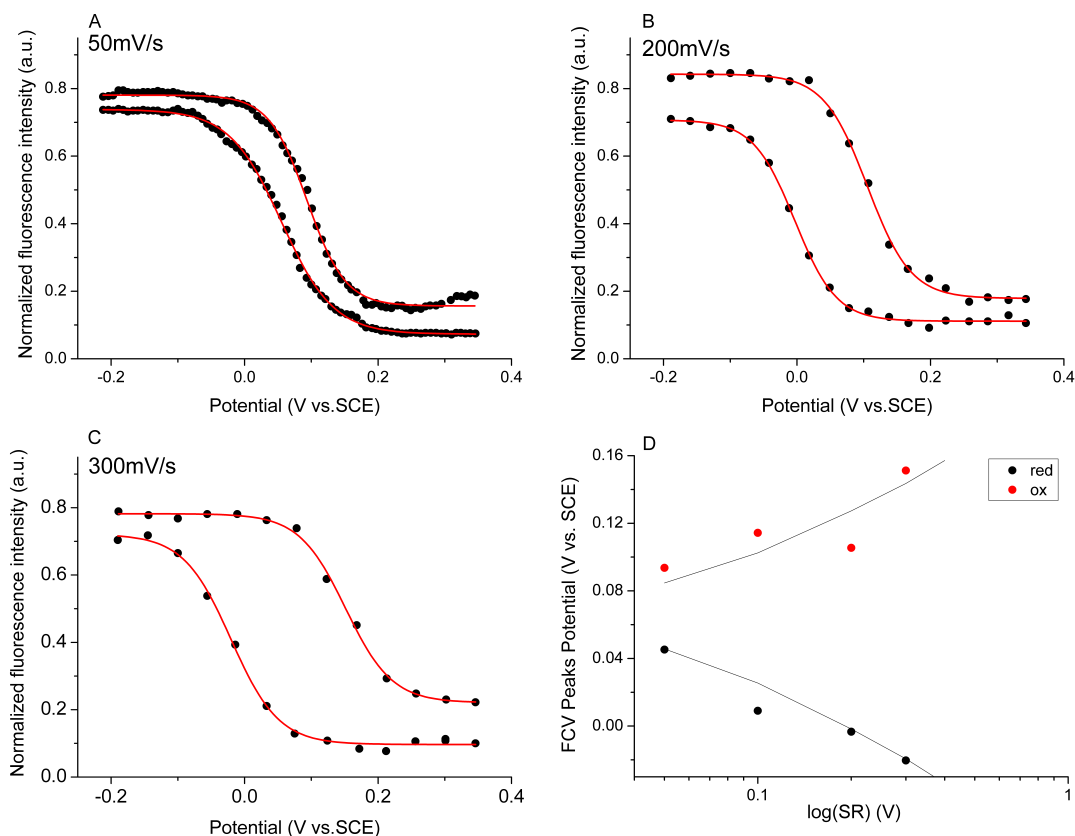 A
50mV/s
Normalized fluorescence intensity (a.u.)
0.8
0.6
0.4
0.2
0.0
-0.2 0.0 0.2 0.4
Potential (V vs.SCE)
B
200mV/s
Normalized fluorescence intensity (a.u.)
0.8
0.6
0.4
0.2
0.0
-0.2 0.0 0.2 0.4
Potential (V vs.SCE)
C
300mV/s
Normalized fluorescence intensity (a.u.)
0.8
0.6
0.4
0.2
0.0
-0.2 0.0 0.2 0.4
Potential (V vs.SCE)
D
FCV Peaks Potential (V vs. SCE)
0.16
0.12
0.08
0.04
0.00
red
ox
0.1 1
log(SR) (V)